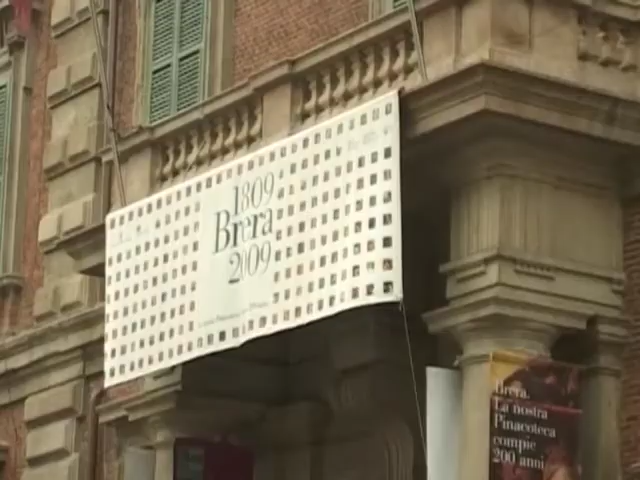 1809
Brera
2009
Brera.
La nostra
Pinacoteca
compie
200 anni